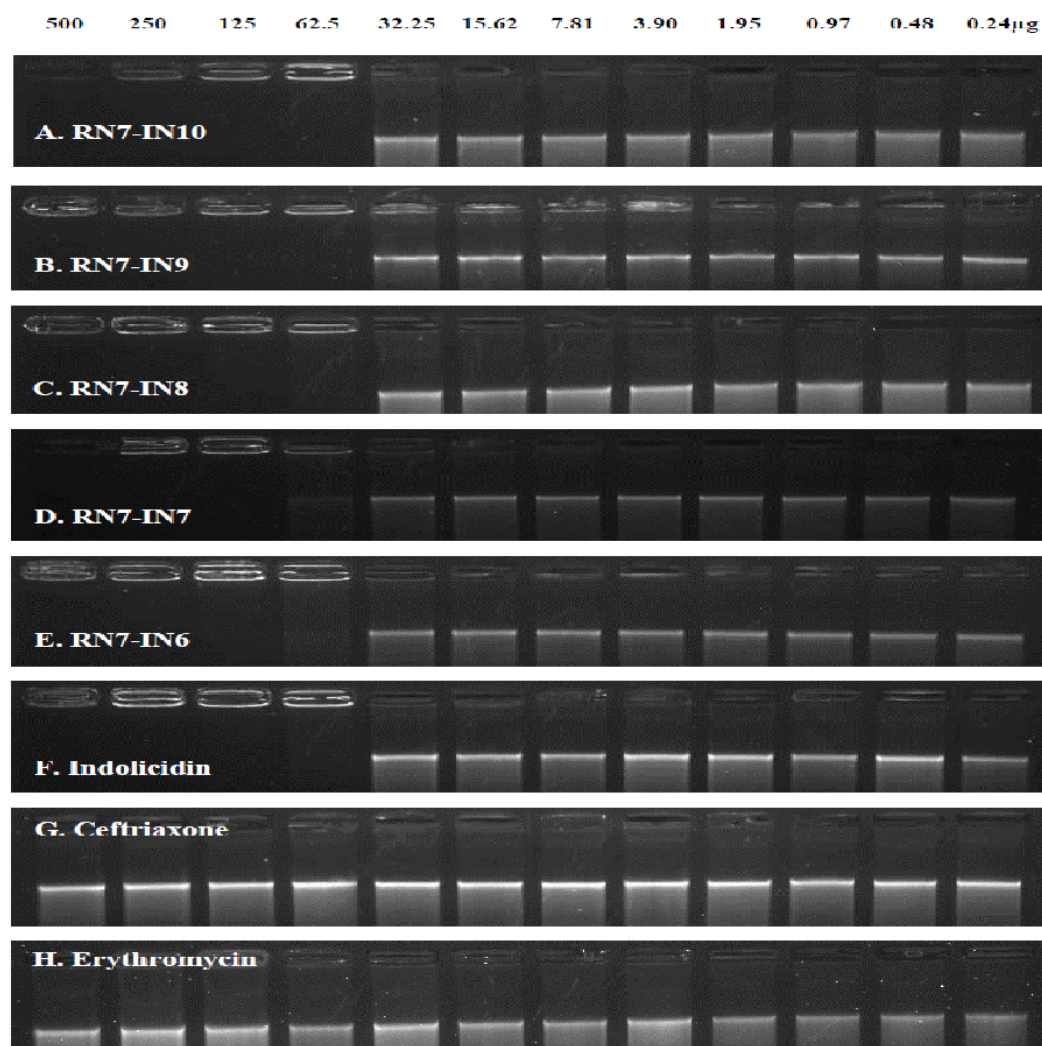 500 250 125 62.5 32.25 15.62 7.81 3.90 1.95 0.97 0.48 0.24µg
A. RN7-IN10
B. RN7-IN9
C. RN7-IN8
D. RN7-IN7
E. RN7-IN6
F. Indolicidin
G. Ceftriaxone
H. Erythromycin